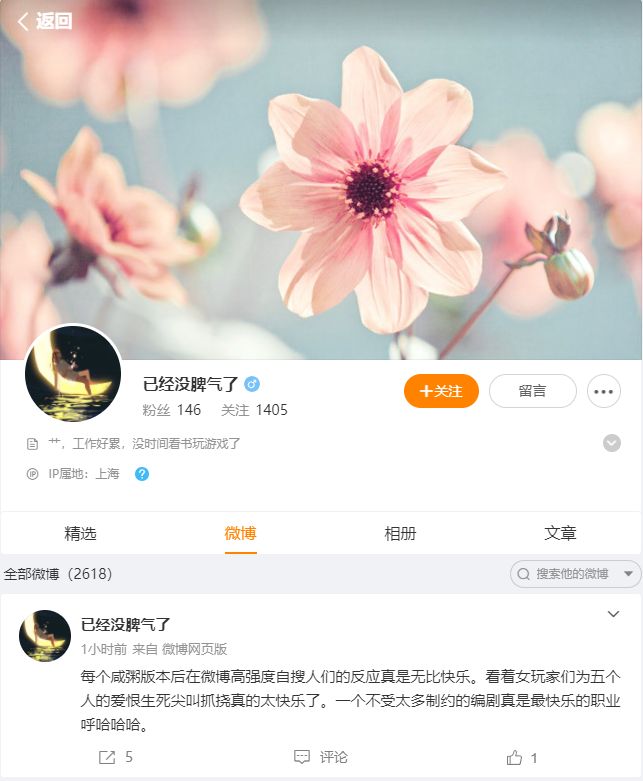 返回
已经没脾气了
粉丝 146 关注 1405
+关注
留言
艹，工作好累，没时间看书玩游戏了
IP
IP属地：上海
?
精选
微博
相册
文章
全部微博（2618）
搜索他的微博
已经没脾气了
1小时前 来自 微博网页版
每个咸粥版本后在微博高强度自搜人们的反应真是无比快乐。看着女玩家们为五个
人的爱恨生死尖叫抓挠真的太快乐了。一个不受太多制约的编剧真是最快乐的职业
呼哈哈哈。
5
评论
1